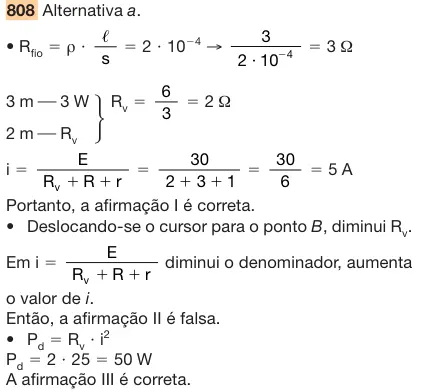 808 Alternativa a.
• R_fio = ρ · ℓ/s = 2 · 10⁻⁴ → 3/(2 · 10⁻⁴) = 3 Ω
3 m — 3 W } R_v = 6/3 = 2 Ω
2 m — R_v
i = E/(R_v + R + r) = 30/(2 + 3 + 1) = 30/6 = 5 A
Portanto, a afirmação I é correta.
• Deslocando-se o cursor para o ponto B, diminui R_v.
Em i = E/(R_v + R + r) diminui o denominador, aumenta
o valor de i.
Então, a afirmação II é falsa.
• P_d = R_v · i²
P_d = 2 · 25 = 50 W
A afirmação III é correta.